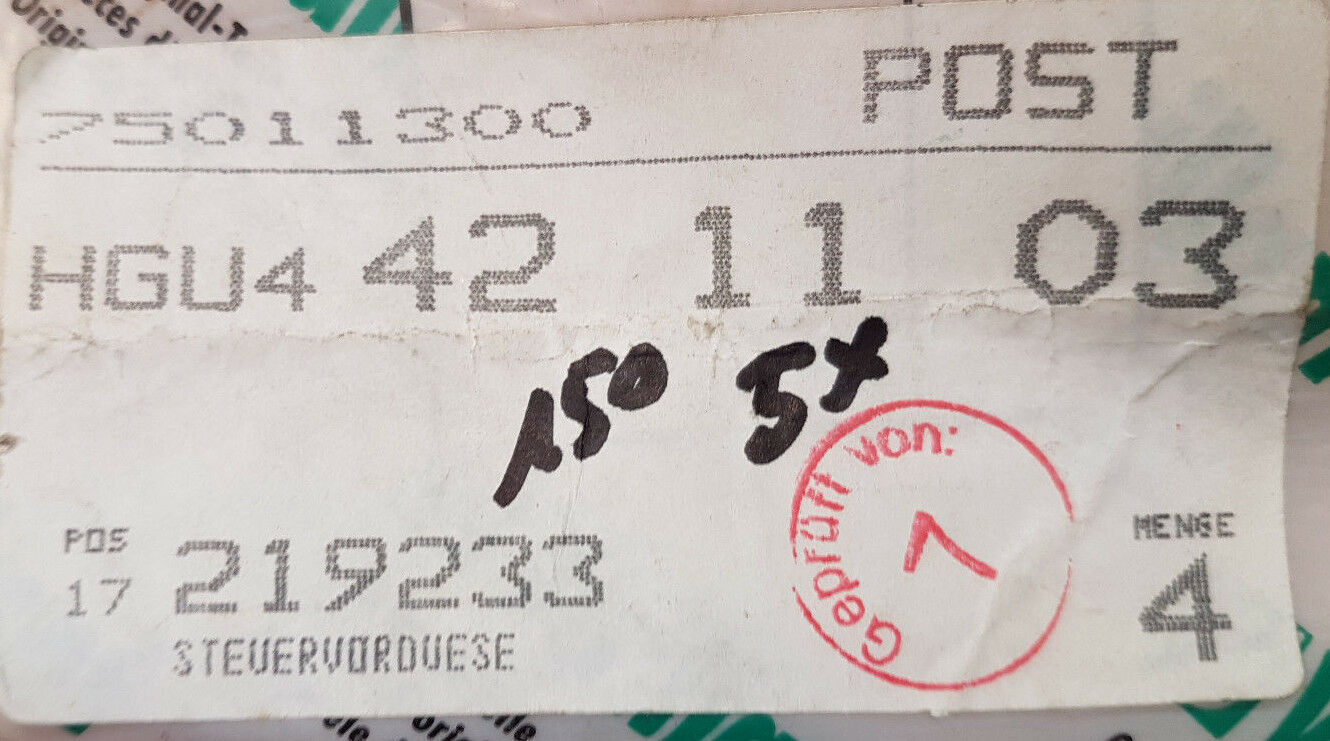 POST
75011300
HGU4 42 11 03
150 5x
Geprüft von:
7
POS
MENGE
17 219233
4
STEUERVORDUESE